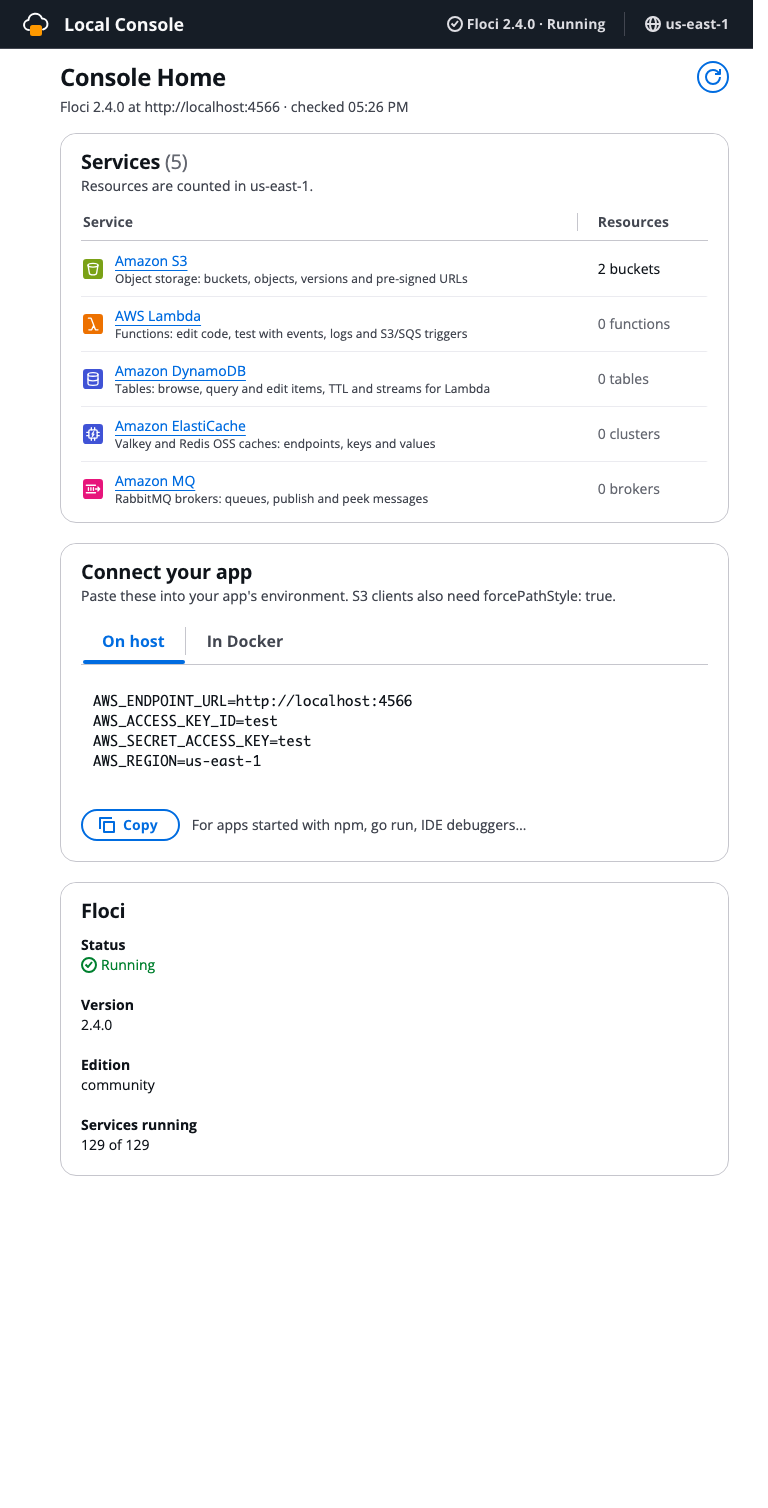 Local Console
Floci 2.4.0 · Running
us-east-1
Console Home
Floci 2.4.0 at http://localhost:4566 · checked 05:26 PM
Services (5)
Resources are counted in us-east-1.
Service Resources
Amazon S3
Object storage: buckets, objects, versions and pre-signed URLs
2 buckets
AWS Lambda
Functions: edit code, test with events, logs and S3/SQS triggers
0 functions
Amazon DynamoDB
Tables: browse, query and edit items, TTL and streams for Lambda
0 tables
Amazon ElastiCache
Valkey and Redis OSS caches: endpoints, keys and values
0 clusters
Amazon MQ
RabbitMQ brokers: queues, publish and peek messages
0 brokers
Connect your app
Paste these into your app's environment. S3 clients also need forcePathStyle: true.
On host In Docker
AWS_ENDPOINT_URL=http://localhost:4566
AWS_ACCESS_KEY_ID=test
AWS_SECRET_ACCESS_KEY=test
AWS_REGION=us-east-1
Copy
For apps started with npm, go run, IDE debuggers...
Floci
Status
Running
Version
2.4.0
Edition
community
Services running
129 of 129